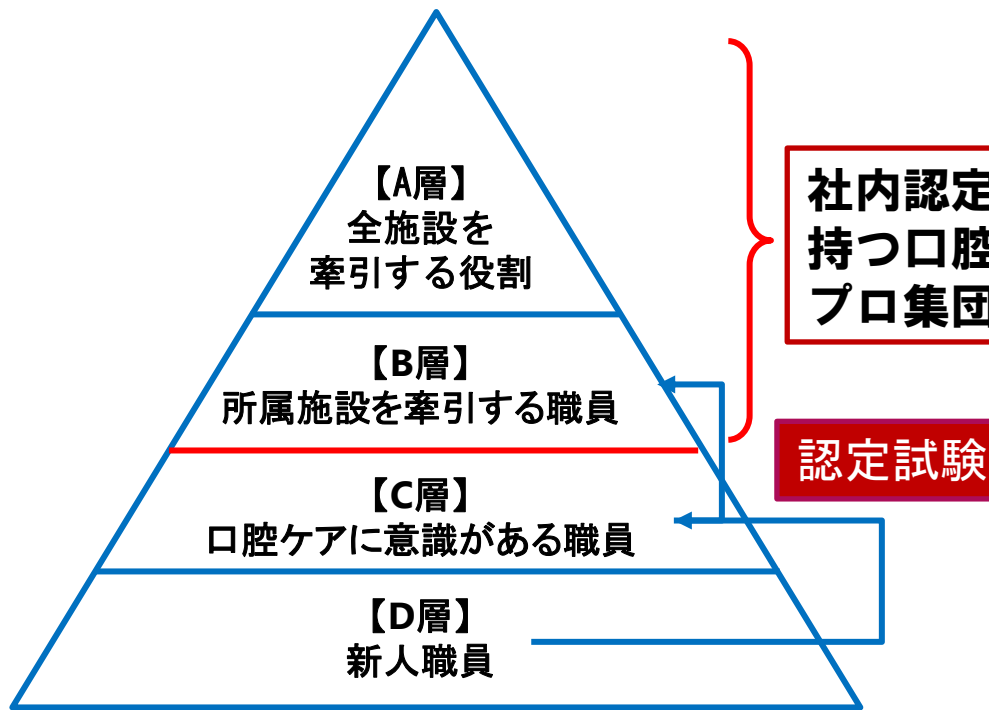 【A層】
全施設を
牽引する役割
【B層】
所属施設を牽引する職員
【C層】
口腔ケアに意識がある職員
【D層】
新人職員
社内認定
持つ口腔
プロ集団
認定試験